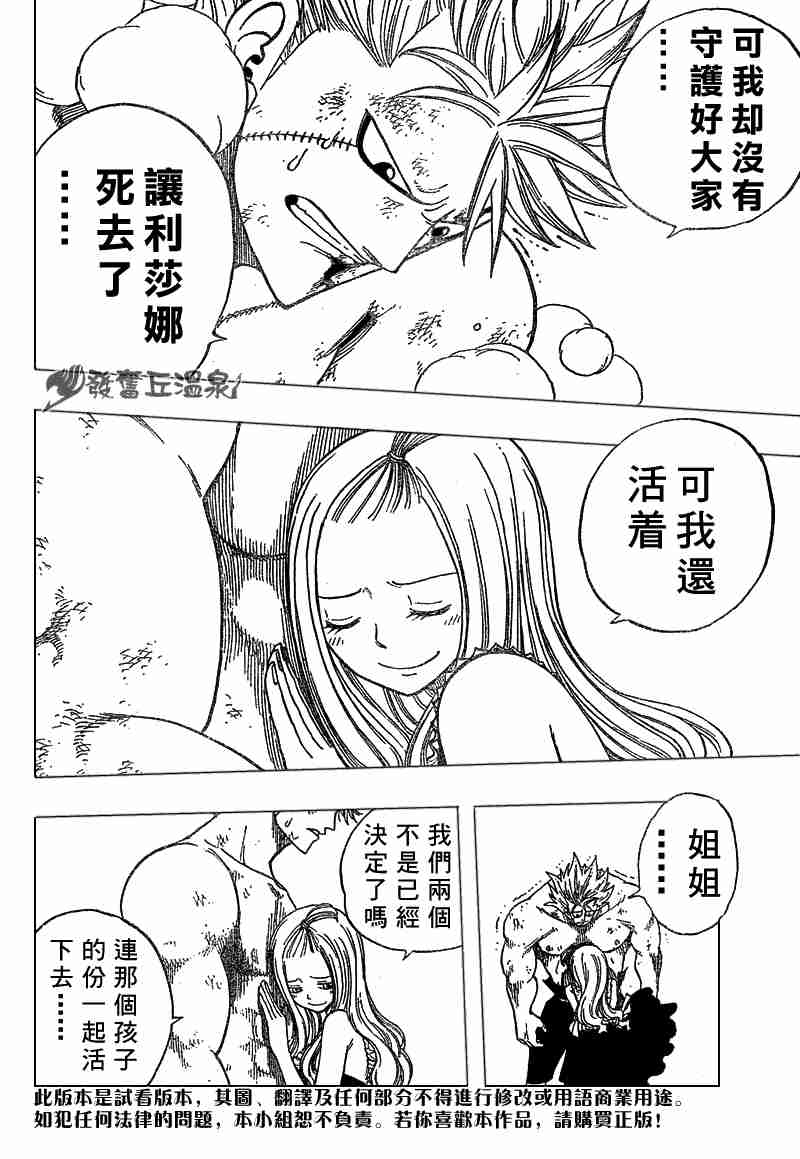 可我却沒有
守護好大家
……
讓利莎娜
死去了
……
發奮丘溫泉
可我還
活着
姐姐
……
我們兩個
不是已經
決定了嗎
連那個孩子
的份一起活
下去……
此版本是試看版本，其圖、翻譯及任何部分不得進行修改或用語商業用途。
如犯任何法律的問題，本小組恕不負責。若你喜歡本作品，請購買正版！